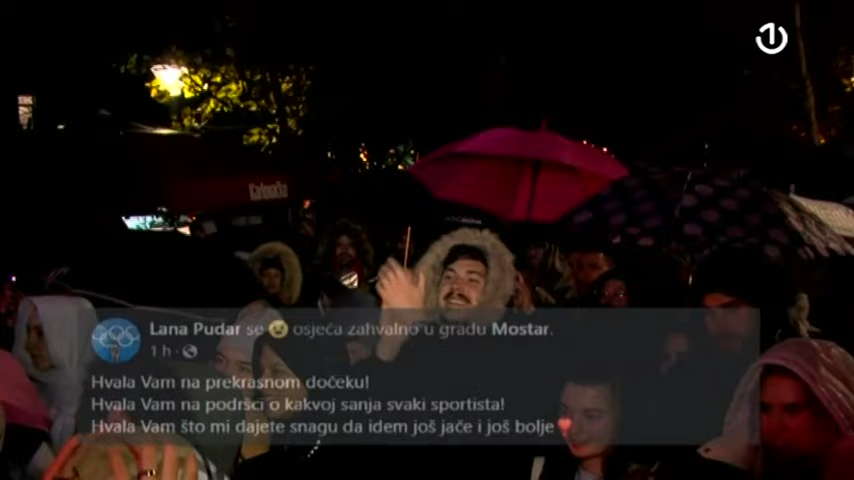 Lana Pudar se 😉 osjeća zahvalno u gradu Mostar.
1 h ·
Hvala Vam na prekrasnom dočeku!
Hvala Vam na podršci o kakvoj sanja svaki sportista!
Hvala Vam što mi dajete snagu da idem još jače i još bolje